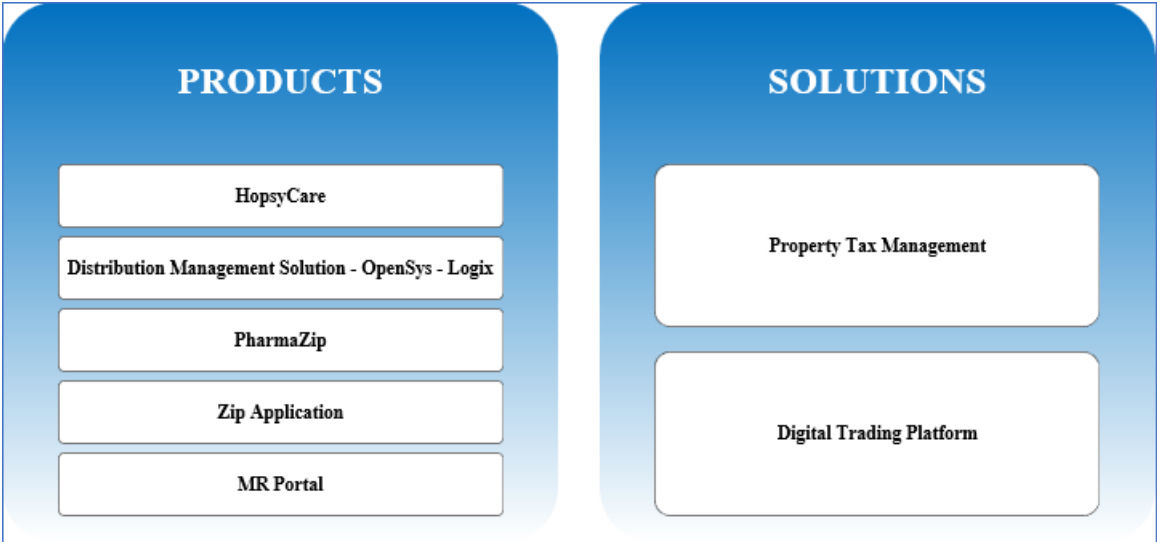 PRODUCTS
HopsyCare
Distribution Management Solution - OpenSys - Logix
PharmaZip
Zip Application
MR Portal
SOLUTIONS
Property Tax Management
Digital Trading Platform